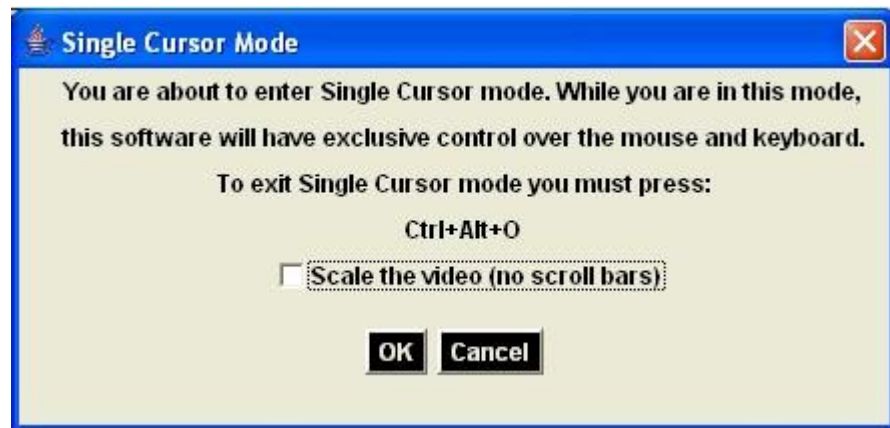 Single Cursor Mode
You are about to enter Single Cursor mode. While you are in this mode,
this software will have exclusive control over the mouse and keyboard.
To exit Single Cursor mode you must press:
Ctrl+Alt+O
Scale the video (no scroll bars)
OK Cancel